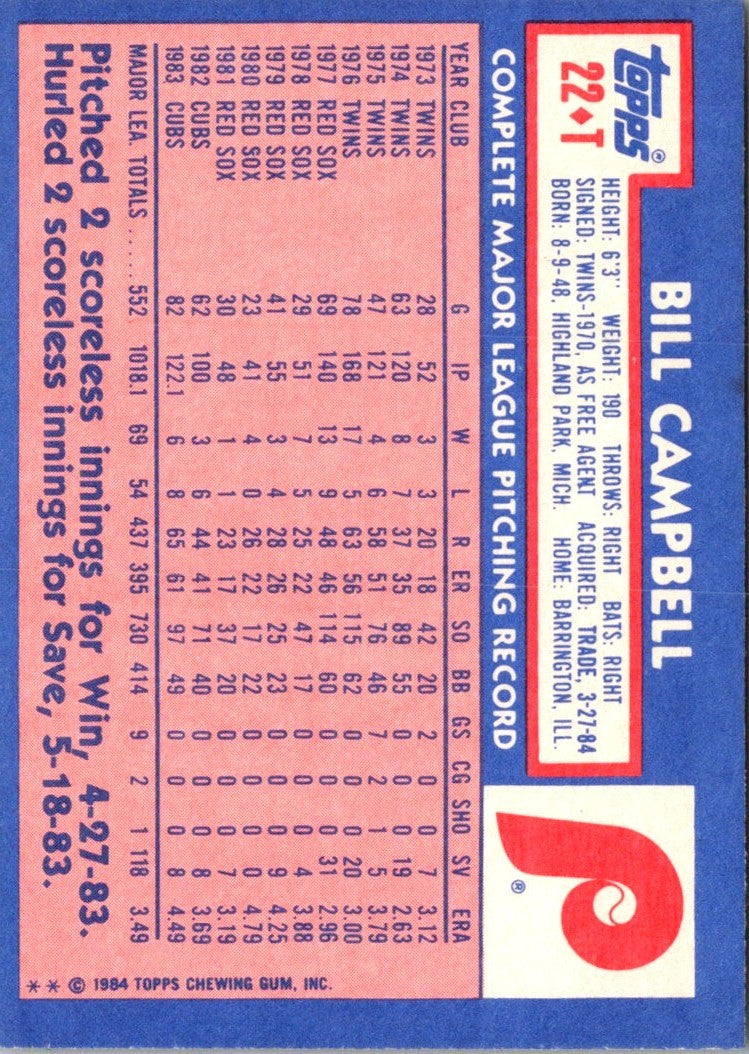 topps®
22♦T
BILL CAMPBELL
HEIGHT: 6'3" WEIGHT: 190 THROWS: RIGHT BATS: RIGHT
SIGNED: TWINS-1970, AS FREE AGENT ACQUIRED: TRADE, 3-27-84
BORN: 8-9-48, HIGHLAND PARK, MICH. HOME: BARRINGTON, ILL.
P ®
COMPLETE MAJOR LEAGUE PITCHING RECORD
YEAR CLUB G IP W L R ER SO BB GS CG SHO SV ERA
1973 TWINS 28 52 3 3 20 18 42 20 2 0 0 7 3.12
1974 TWINS 63 120 8 7 37 35 89 55 0 0 0 19 2.63
1975 TWINS 47 121 4 6 58 51 76 46 7 2 1 5 3.79
1976 TWINS 78 168 17 5 63 56 115 62 0 0 0 20 3.00
1977 RED SOX 69 140 13 9 48 46 114 60 0 0 0 31 2.96
1978 RED SOX 29 51 7 5 25 22 47 17 0 0 0 4 3.88
1979 RED SOX 41 55 3 4 28 26 25 23 0 0 0 9 4.25
1980 RED SOX 23 41 4 0 26 22 17 22 0 0 0 0 4.79
1981 RED SOX 30 48 1 1 23 17 37 20 0 0 0 7 3.19
1982 CUBS 62 100 3 6 44 41 71 40 0 0 0 8 3.69
1983 CUBS 82 122.1 6 8 65 61 97 49 0 0 0 8 4.49
MAJOR LEA. TOTALS ...... 552 1018.1 69 54 437 395 730 414 9 2 1 118 3.49
Pitched 2 scoreless innings for Win, 4-27-83.
Hurled 2 scoreless innings for Save, 5-18-83.
** © 1984 TOPPS CHEWING GUM, INC.